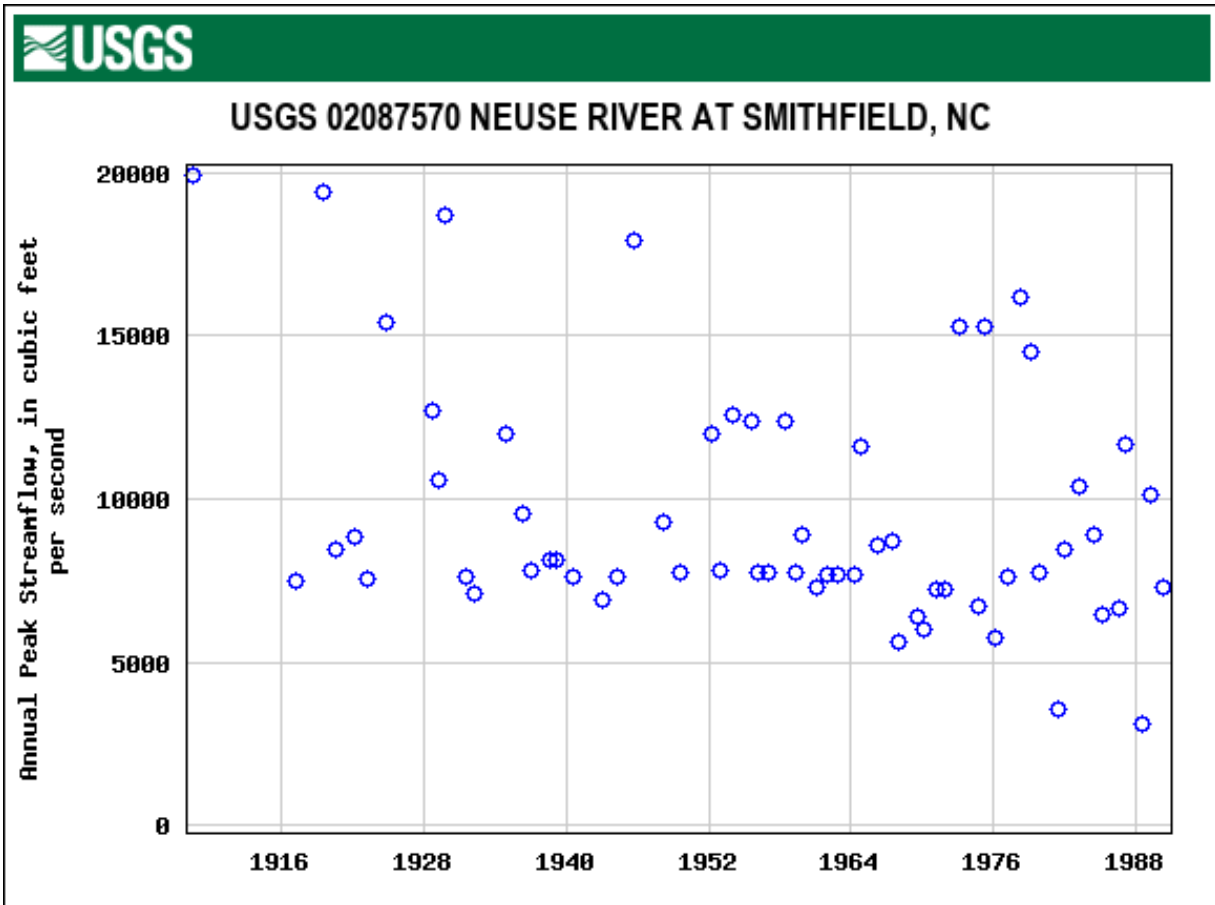 USGS
USGS 02087570 NEUSE RIVER AT SMITHFIELD, NC
Annual Peak Streamflow, in cubic feet
per second
20000
15000
10000
5000
0
1916 1928 1940 1952 1964 1976 1988